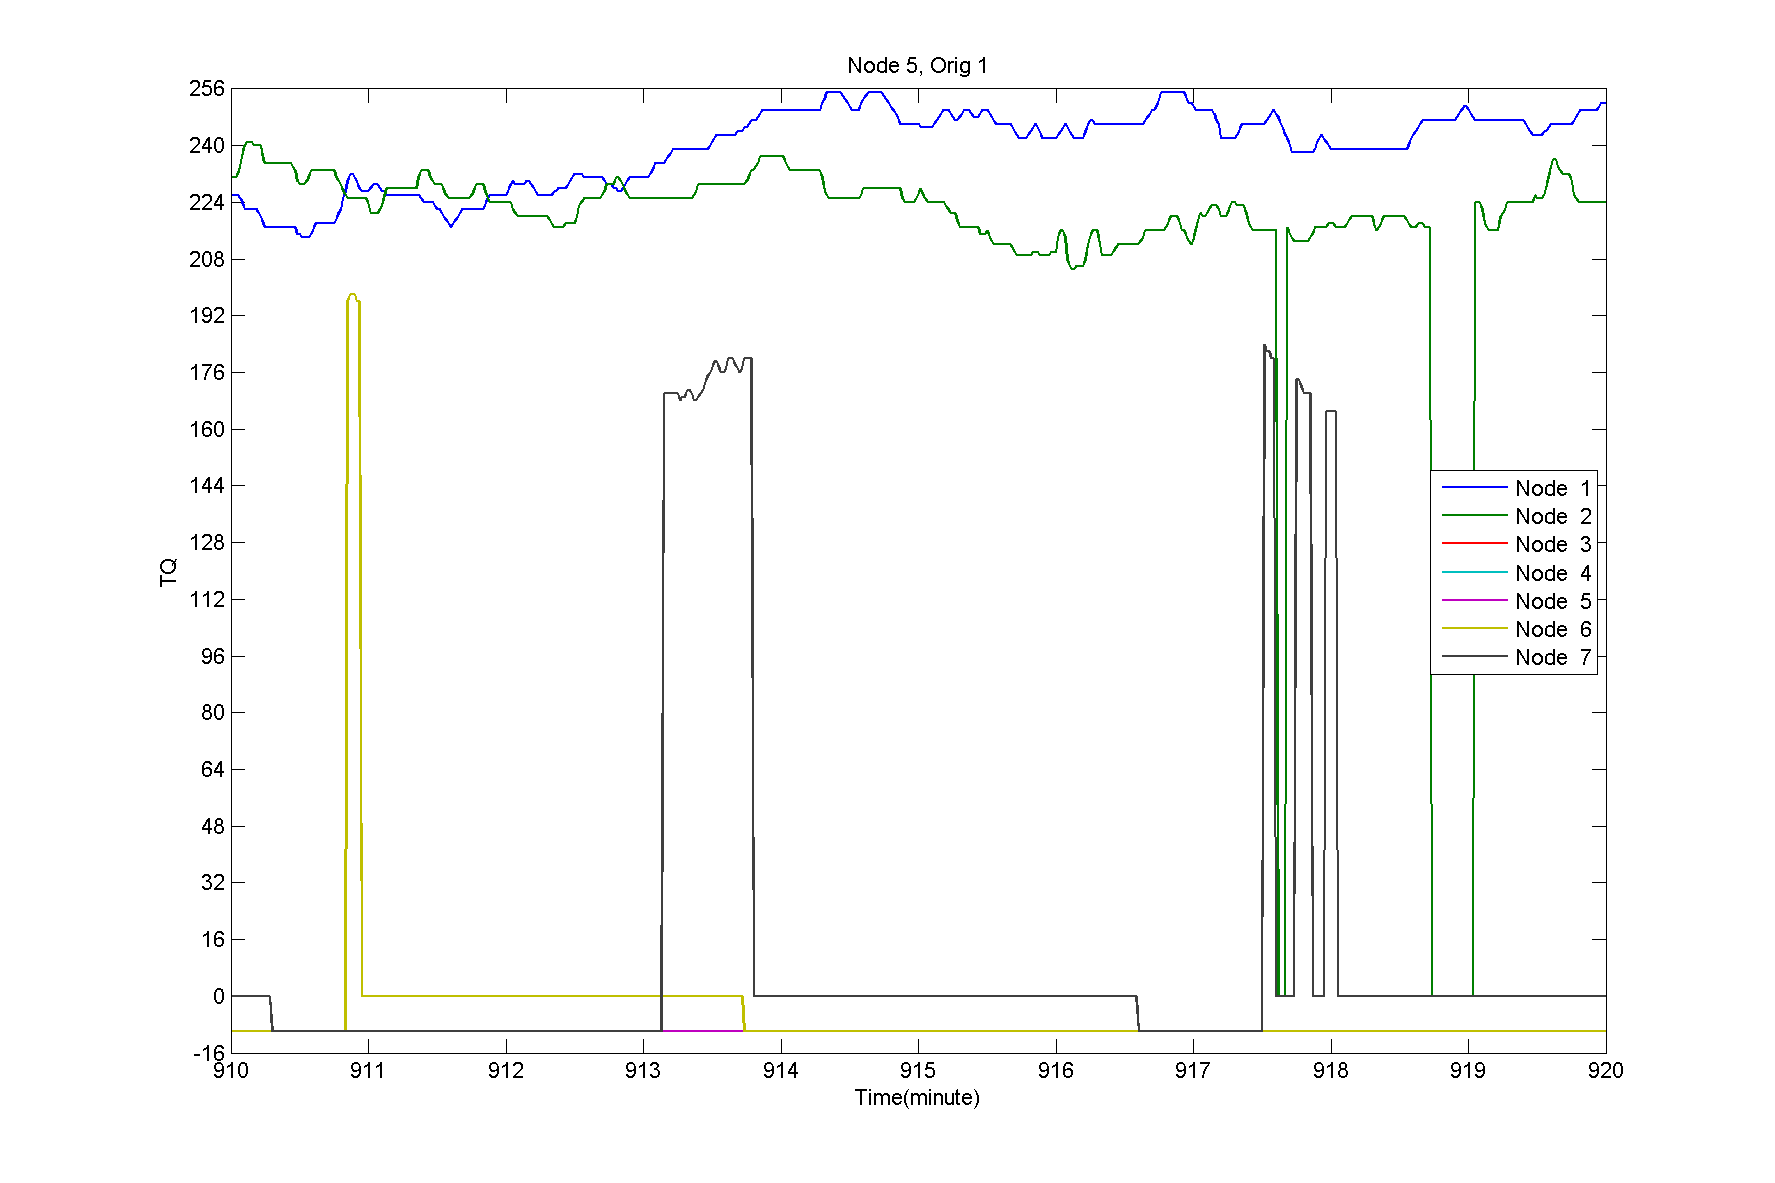 Node 5, Orig 1
256
240
224
208
192
176
160
144
128
112
96
80
64
48
32
16
0
-16
TQ
Node 1
Node 2
Node 3
Node 4
Node 5
Node 6
Node 7
910 911 912 913 914 915 916 917 918 919 920
Time(minute)